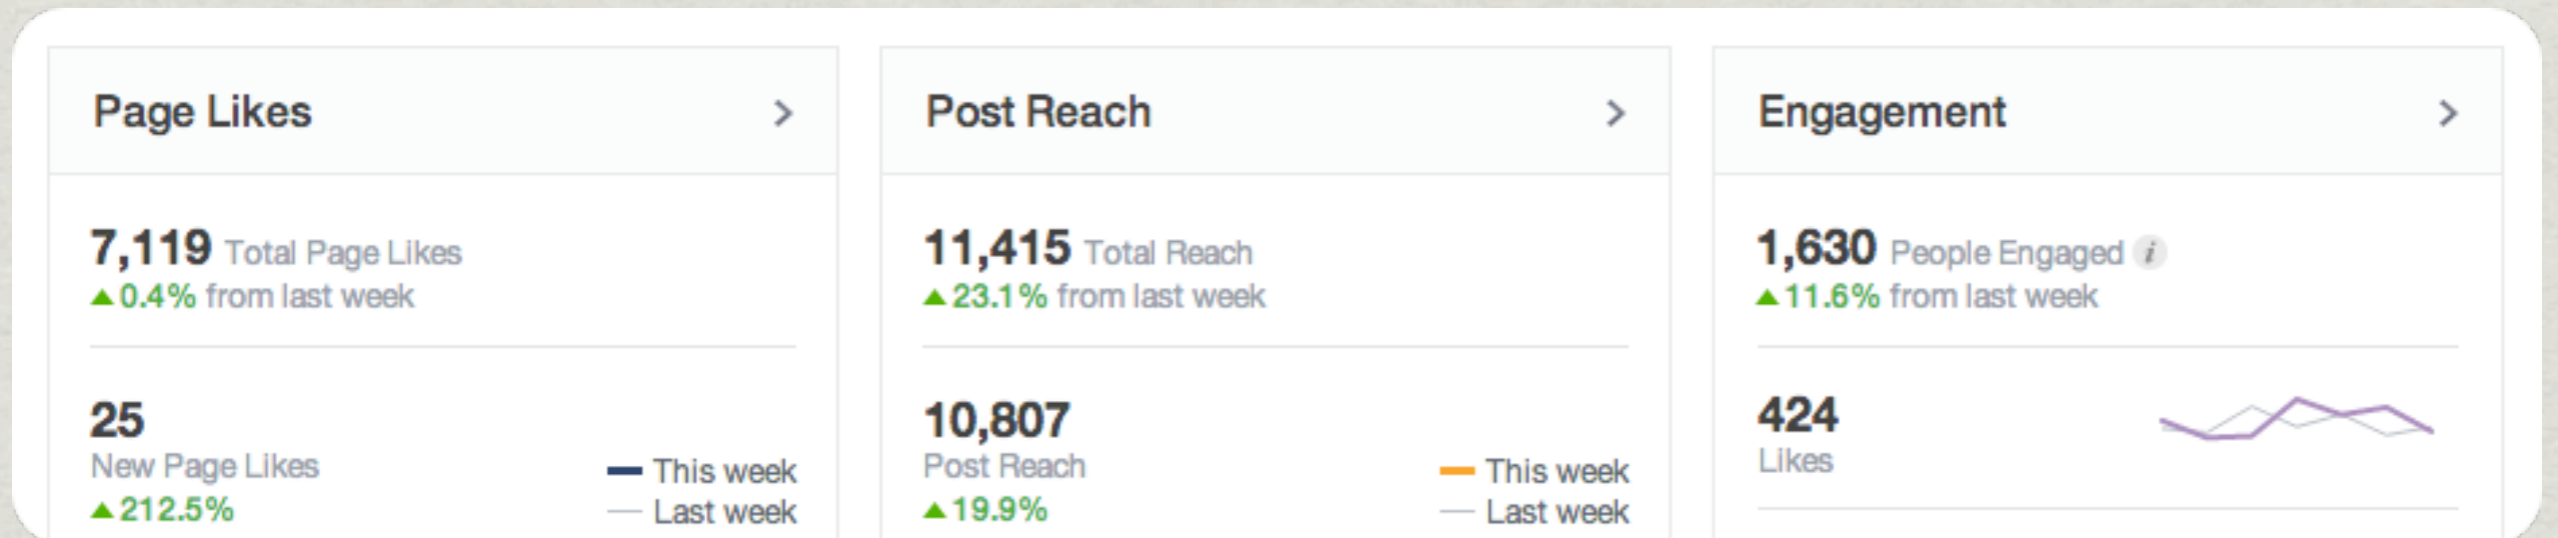 Page Likes
7,119 Total Page Likes
0.4% from last week
25
New Page Likes
212.5%
This week
Last week
Post Reach
11,415 Total Reach
23.1% from last week
10,807
Post Reach
19.9%
This week
Last week
Engagement
1,630 People Engaged i
11.6% from last week
424
Likes